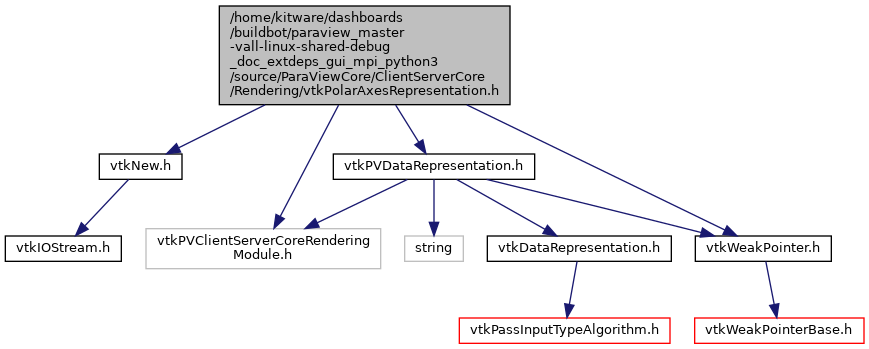 /home/kitware/dashboards
/buildbot/paraview_master
-vall-linux-shared-debug
_doc_extdeps_gui_mpi_python3
/source/ParaViewCore/ClientServerCore
/Rendering/vtkPolarAxesRepresentation.h
vtkNew.h
vtkPVDataRepresentation.h
vtkIOStream.h
vtkPVClientServerCoreRendering
Module.h
string
vtkDataRepresentation.h
vtkWeakPointer.h
vtkPassInputTypeAlgorithm.h
vtkWeakPointerBase.h